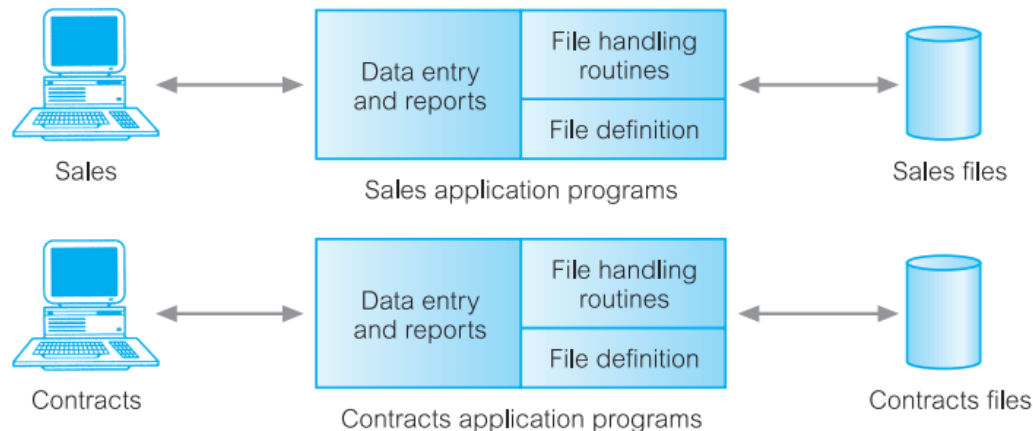 Data entry
and reports
File handling
routines
File definition
Sales
Sales application programs
Sales files
Data entry
and reports
File handling
routines
File definition
Contracts
Contracts application programs
Contracts files